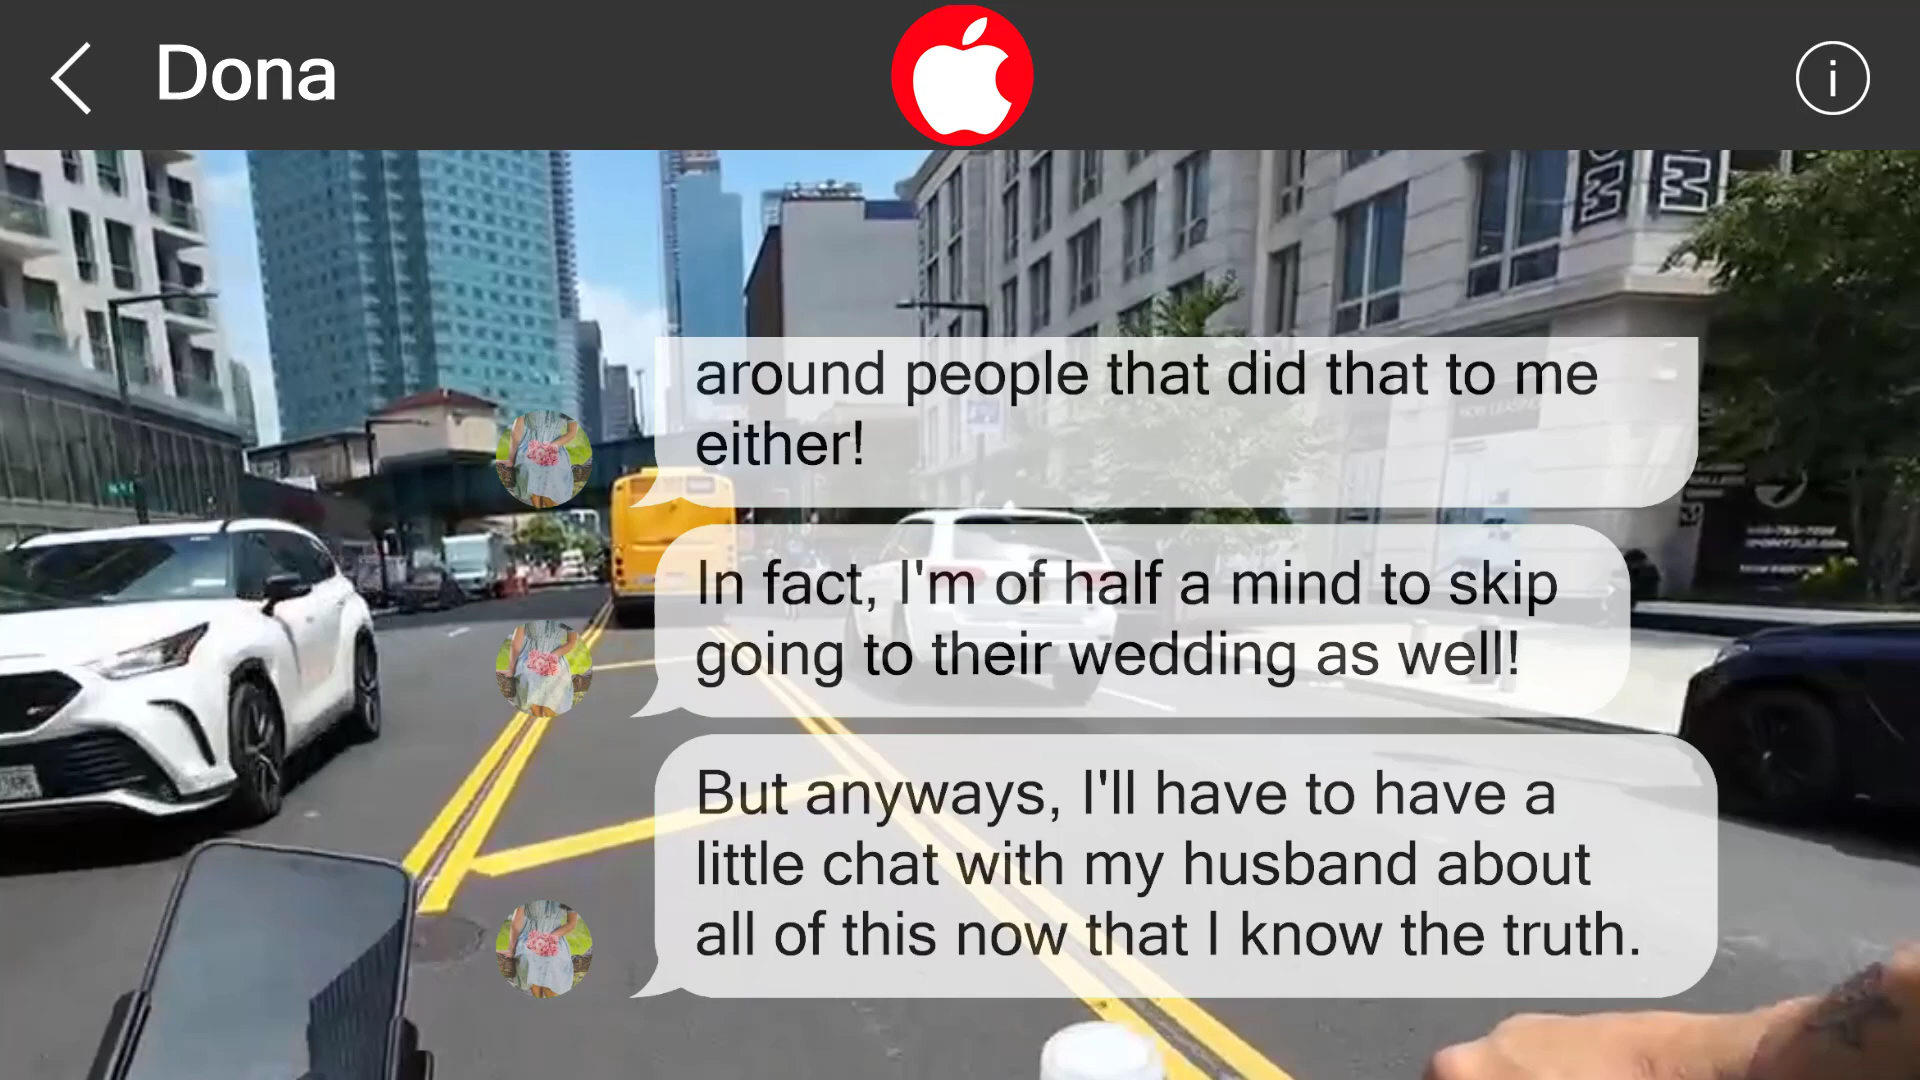 Dona
around people that did that to me
either!
In fact, I'm of half a mind to skip
going to their wedding as well!
But anyways, I'll have to have a
little chat with my husband about
all of this now that I know the truth.